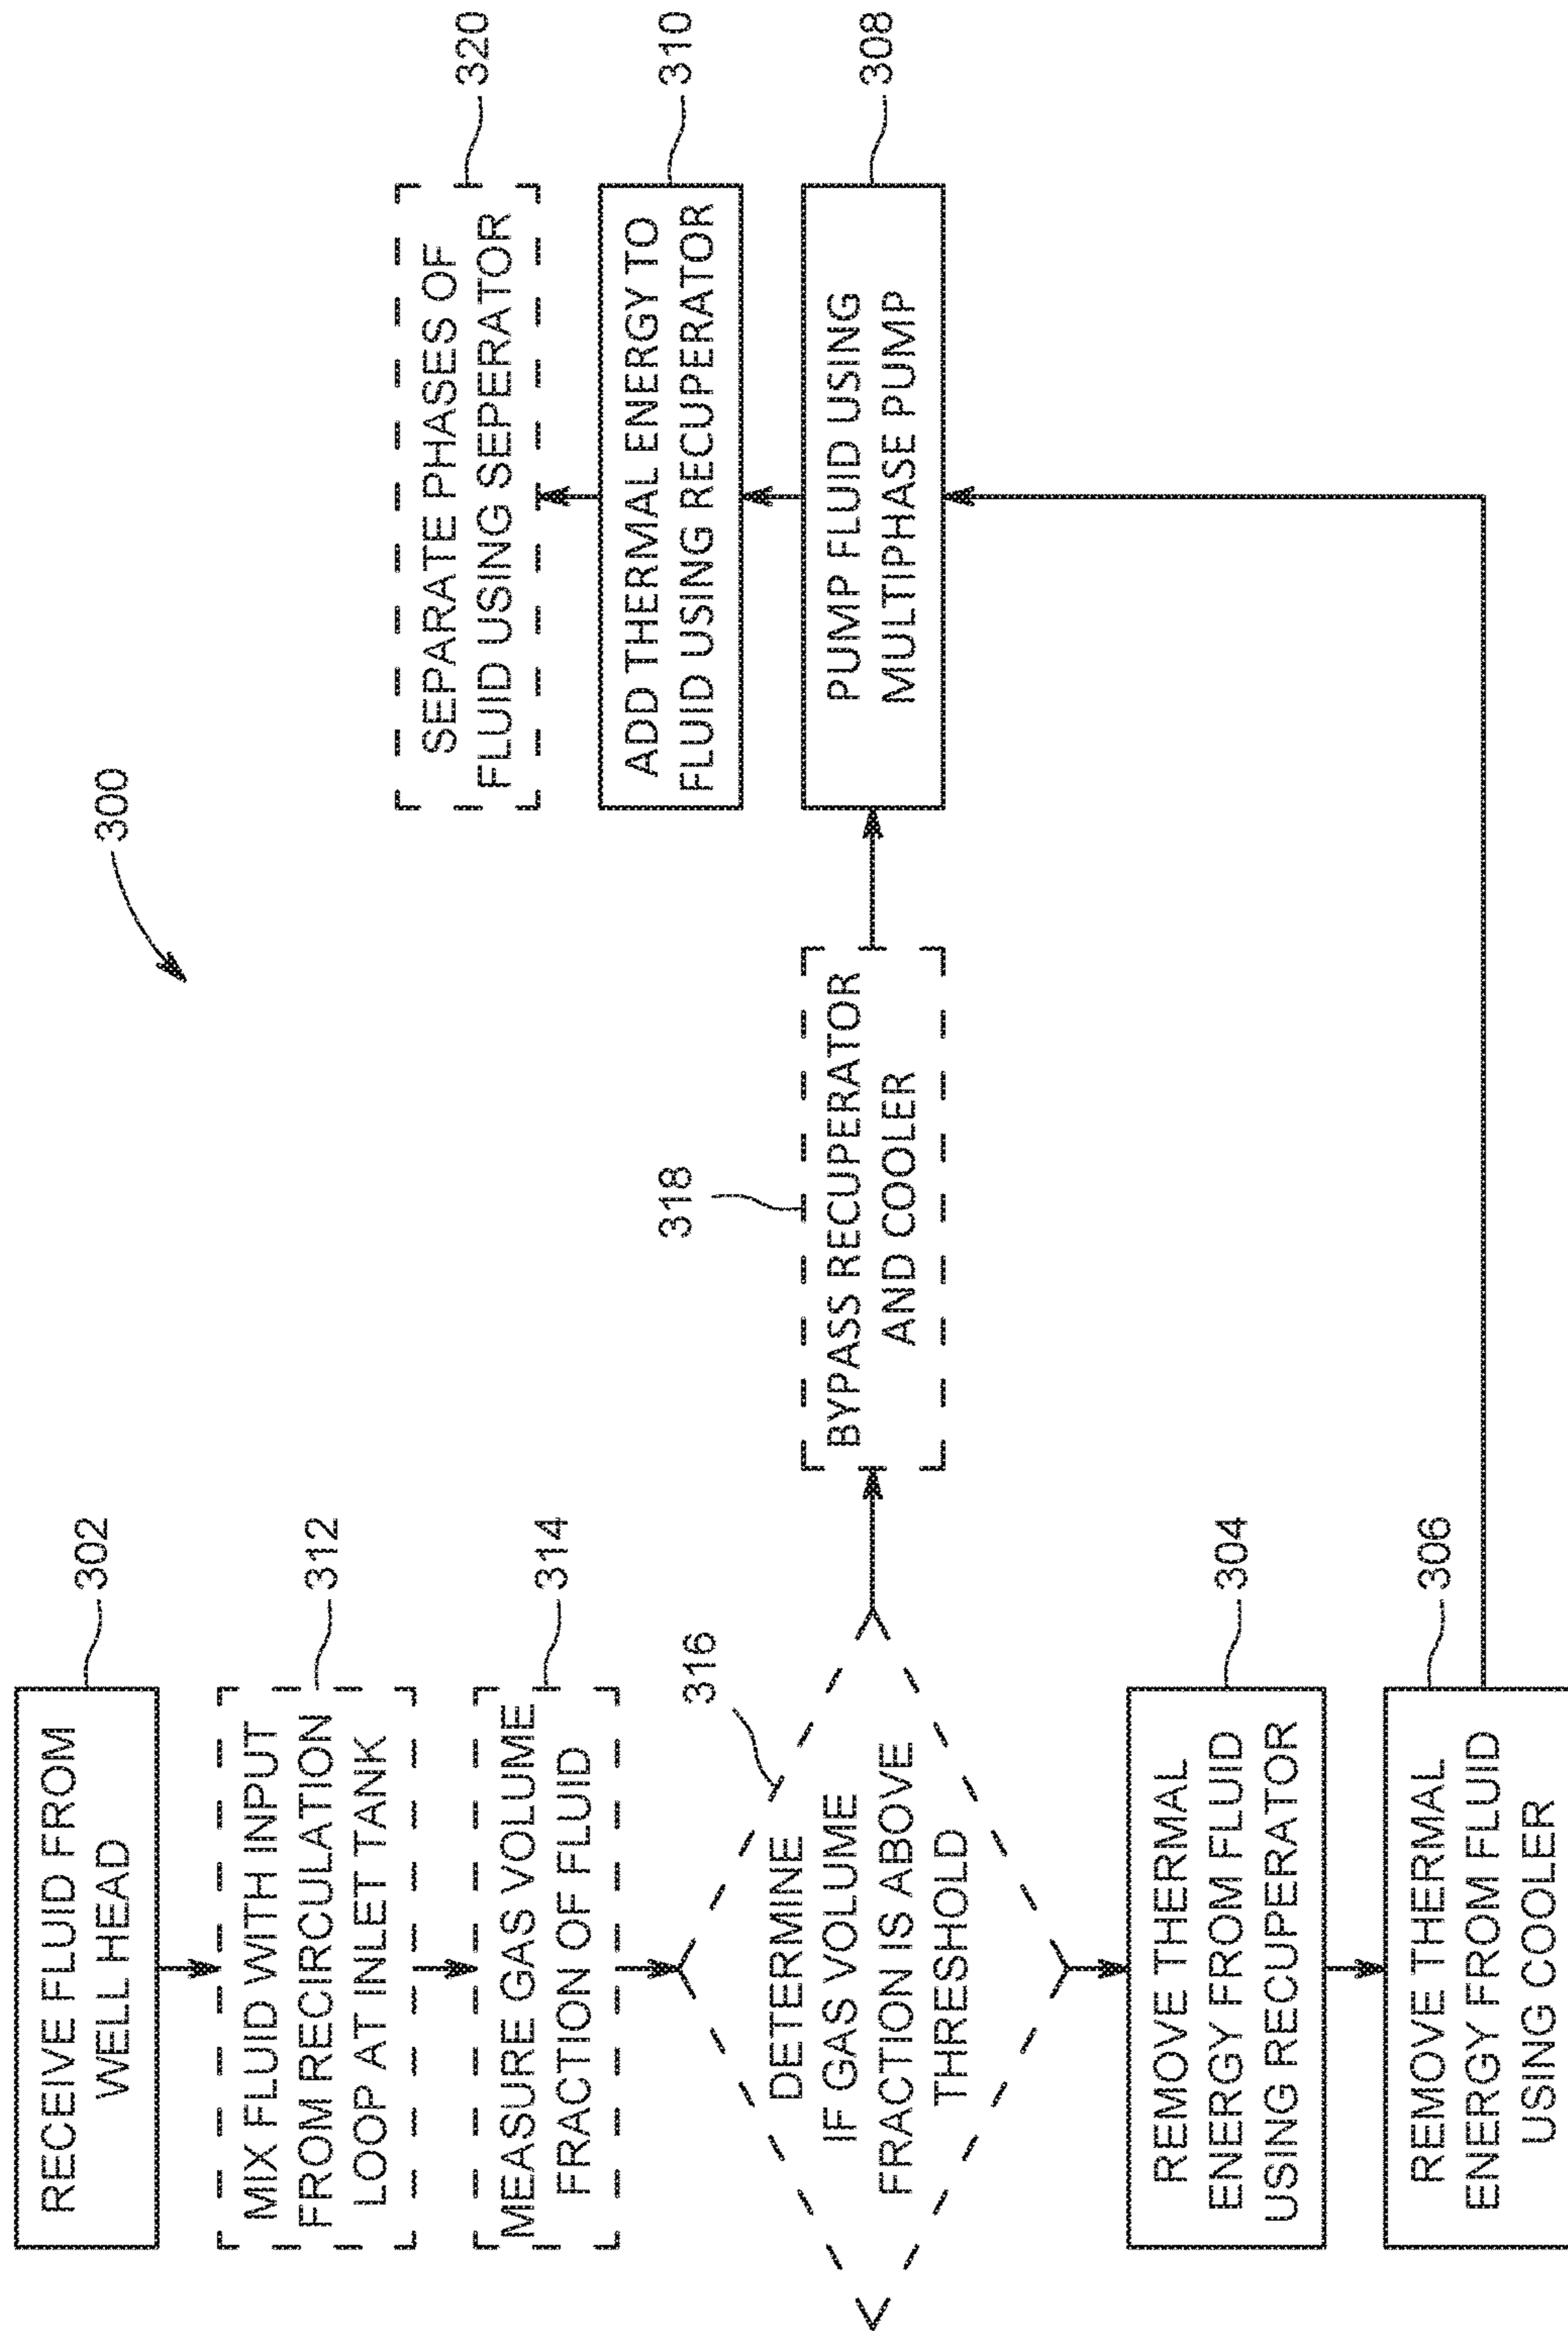 300
RECEIVE FLUID FROM
WELL HEAD
302
MIX FLUID WITH INPUT
FROM RECIRCULATION
LOOP AT INLET TANK
312
MEASURE GAS VOLUME
FRACTION OF FLUID
314
DETERMINE
IF GAS VOLUME
FRACTION IS ABOVE
THRESHOLD
316
REMOVE THERMAL
ENERGY FROM FLUID
USING RECUPERATOR
304
REMOVE THERMAL
ENERGY FROM FLUID
USING COOLER
306
BYPASS RECUPERATOR
AND COOLER
318
SEPARATE PHASES OF
FLUID USING SEPERATOR
320
ADD THERMAL ENERGY TO
FLUID USING RECUPERATOR
310
PUMP FLUID USING
MULTIPHASE PUMP
308